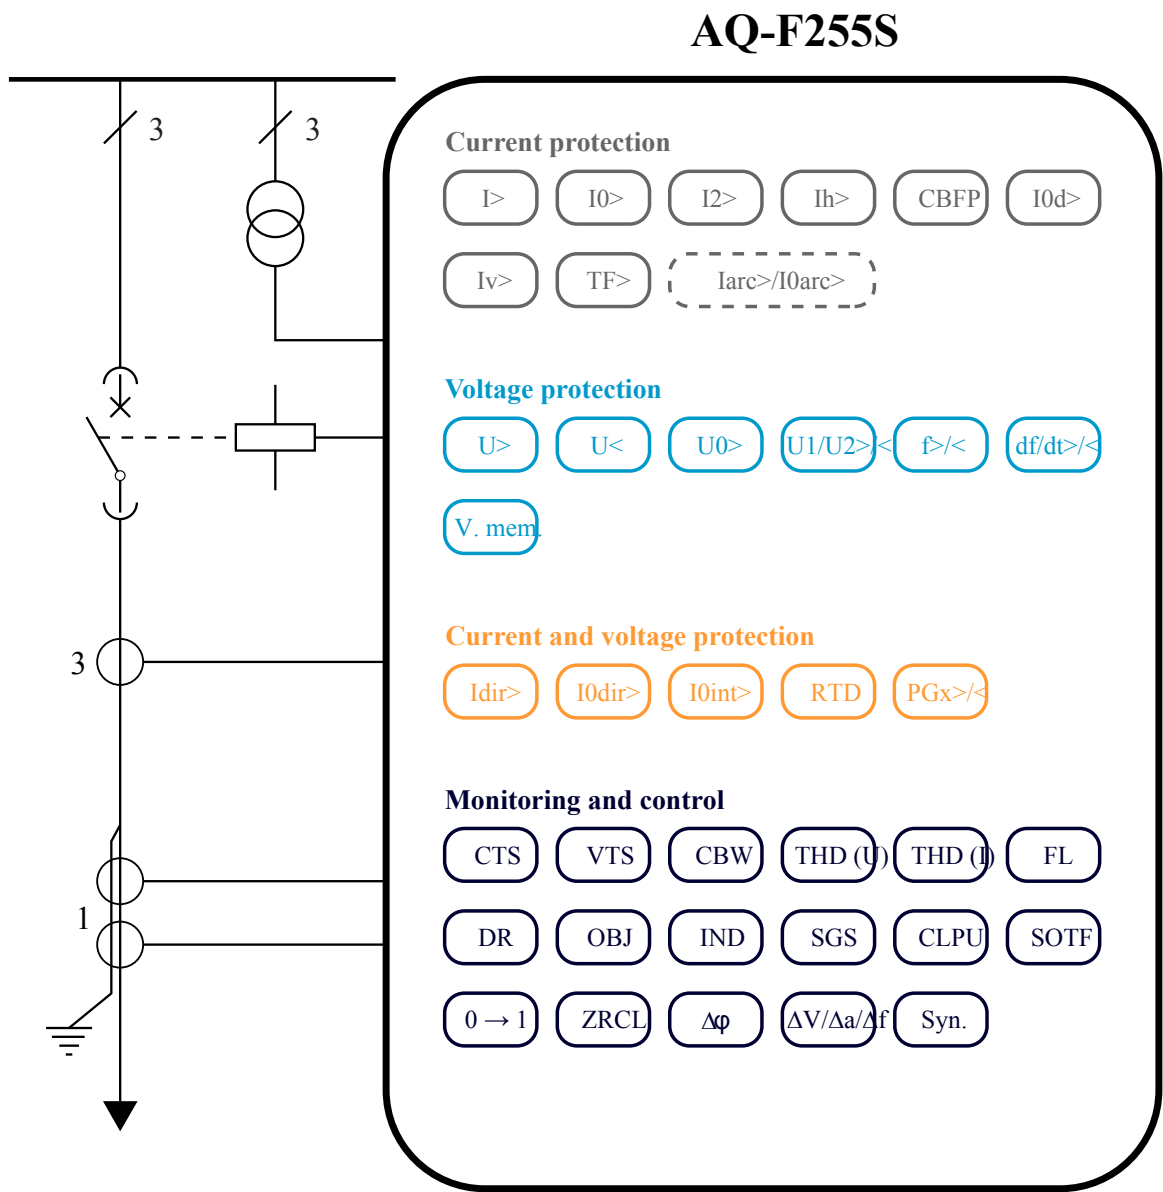 AQ-F255S
3
3
Current protection
I>
I0>
I2>
Ih>
CBFP
I0d>
Iv>
TF>
Iarc>/I0arc>
Voltage protection
U>
U<
U0>
U1/U2>/<
f>/<
df/dt>/<
V. mem.
Current and voltage protection
3
Idir>
I0dir>
I0int>
RTD
PGx>/<
Monitoring and control
CTS
VTS
CBW
THD (U)
THD (I)
FL
1
DR
OBJ
IND
SGS
CLPU
SOTF
0 → 1
ZRCL
Δφ
ΔV/Δa/Δf
Syn.